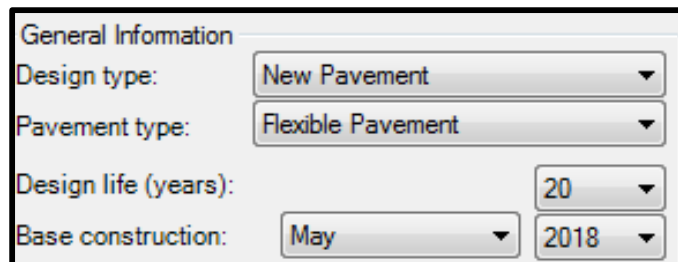 General Information
Design type: New Pavement
Pavement type: Flexible Pavement
Design life (years): 20
Base construction: May 2018